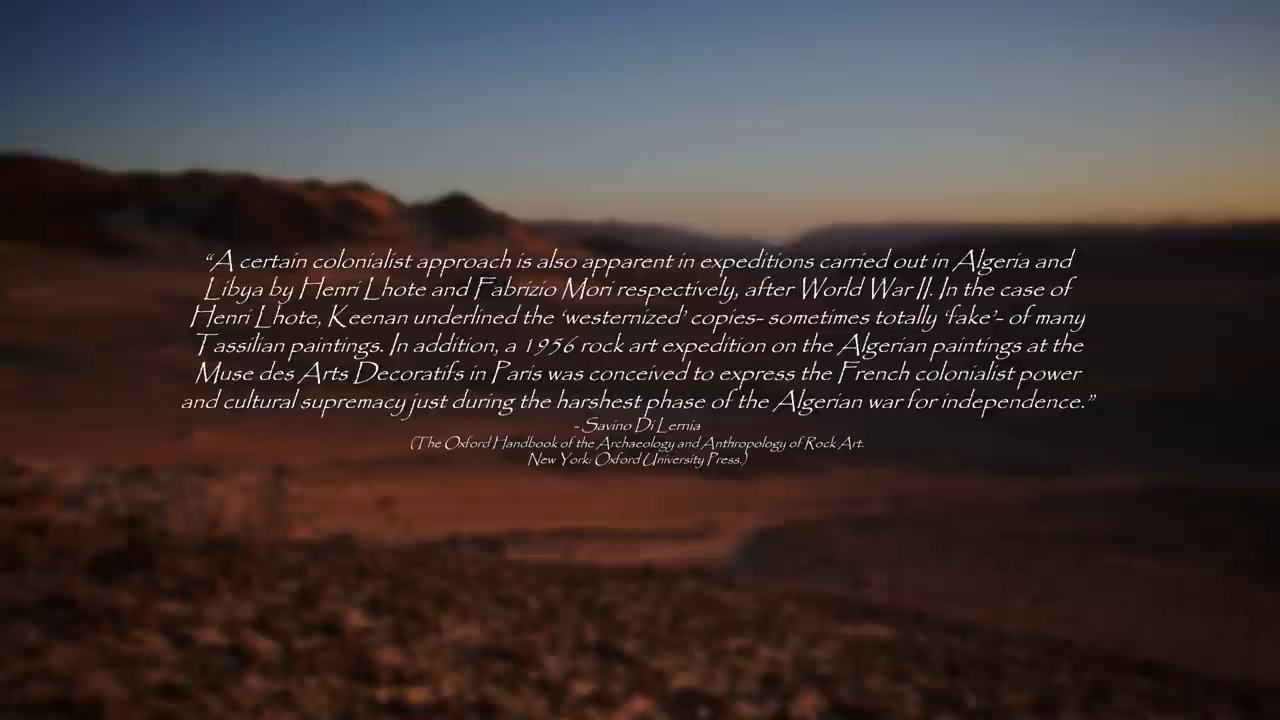 “A certain colonialist approach is also apparent in expeditions carried out in Algeria and
Libya by Henri Lhote and Fabrizio Mori respectively, after World War II. In the case of
Henri Lhote, Keenan underlined the ‘westernized’ copies- sometimes totally ‘fake’- of many
Tassilian paintings. In addition, a 1956 rock art expedition on the Algerian paintings at the
Muse des Arts Decoratifs in Paris was conceived to express the French colonialist power
and cultural supremacy just during the harshest phase of the Algerian war for independence.”
- Savino Di Lernia
(The Oxford Handbook of the Archaeology and Anthropology of Rock Art.
New York: Oxford University Press.)